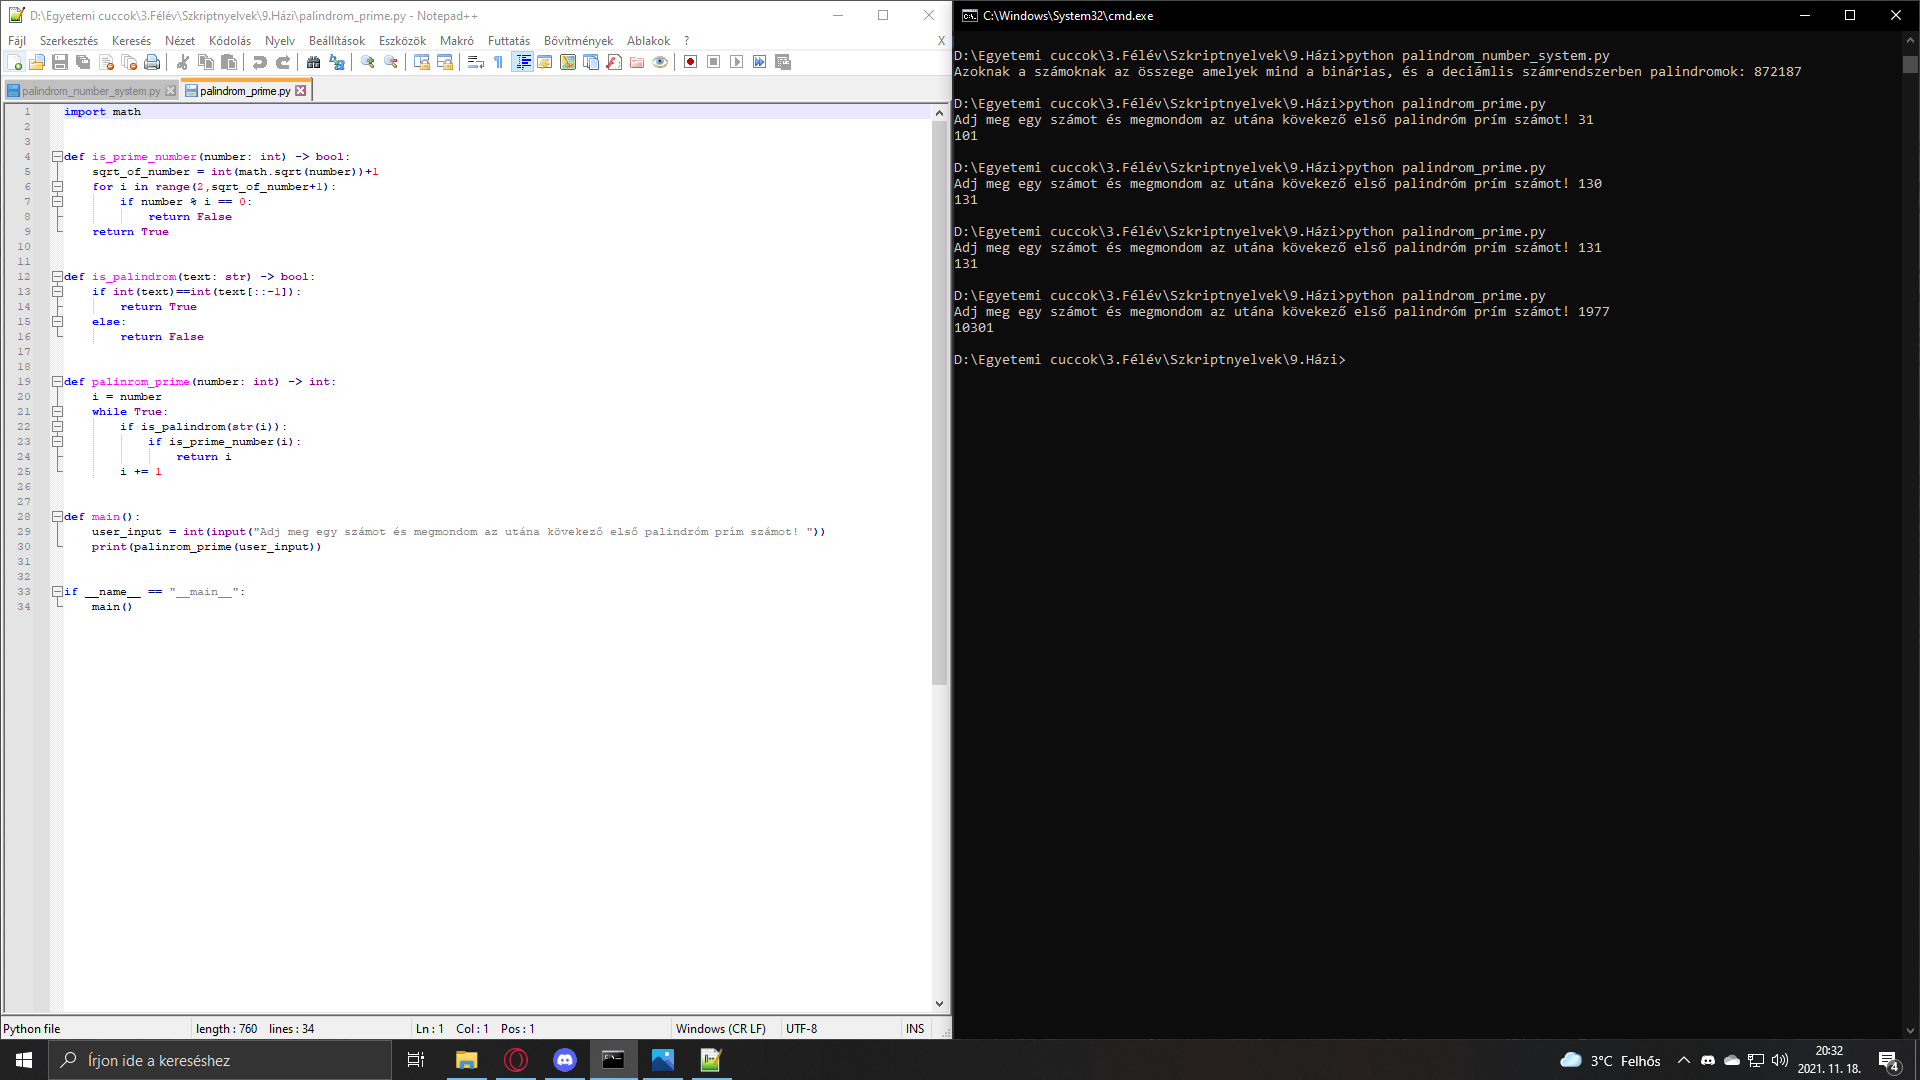 D:\Egyetemi cuccok\3.Félév\Szkriptnyelvek\9.Házi\palindrom_prime.py - Notepad++
Fájl Szerkesztés Keresés Nézet Kódolás Nyelv Beállítások Eszközök Makró Futtatás Bővítmények Ablakok ? X
palindrom_number_system.py palindrom_prime.py
1 import math
2
3
4 def is_prime_number(number: int) -> bool:
5 sqrt_of_number = int(math.sqrt(number))+1
6 for i in range(2,sqrt_of_number+1):
7 if number % i == 0:
8 return False
9 return True
10
11
12 def is_palindrom(text: str) -> bool:
13 if int(text)==int(text[::-1]):
14 return True
15 else:
16 return False
17
18
19 def palinrom_prime(number: int) -> int:
20 i = number
21 while True:
22 if is_palindrom(str(i)):
23 if is_prime_number(i):
24 return i
25 i += 1
26
27
28 def main():
29 user_input = int(input("Adj meg egy számot és megmondom az utána kövekező első palindróm prím számot! "))
30 print(palinrom_prime(user_input))
31
32
33 if __name__ == "__main__":
34 main()
Python file length : 760 lines : 34 Ln : 1 Col : 1 Pos : 1 Windows (CR LF) UTF-8 INS
C:\Windows\System32\cmd.exe
D:\Egyetemi cuccok\3.Félév\Szkriptnyelvek\9.Házi>python palindrom_number_system.py
Azoknak a számoknak az összege amelyek mind a binárias, és a deciámlis számrendszerben palindromok: 872187
D:\Egyetemi cuccok\3.Félév\Szkriptnyelvek\9.Házi>python palindrom_prime.py
Adj meg egy számot és megmondom az utána kövekező első palindróm prím számot! 31
101
D:\Egyetemi cuccok\3.Félév\Szkriptnyelvek\9.Házi>python palindrom_prime.py
Adj meg egy számot és megmondom az utána kövekező első palindróm prím számot! 130
131
D:\Egyetemi cuccok\3.Félév\Szkriptnyelvek\9.Házi>python palindrom_prime.py
Adj meg egy számot és megmondom az utána kövekező első palindróm prím számot! 131
131
D:\Egyetemi cuccok\3.Félév\Szkriptnyelvek\9.Házi>python palindrom_prime.py
Adj meg egy számot és megmondom az utána kövekező első palindróm prím számot! 1977
10301
D:\Egyetemi cuccok\3.Félév\Szkriptnyelvek\9.Házi>
Írjon ide a kereséshez
3°C Felhős
20:32
2021. 11. 18.
4